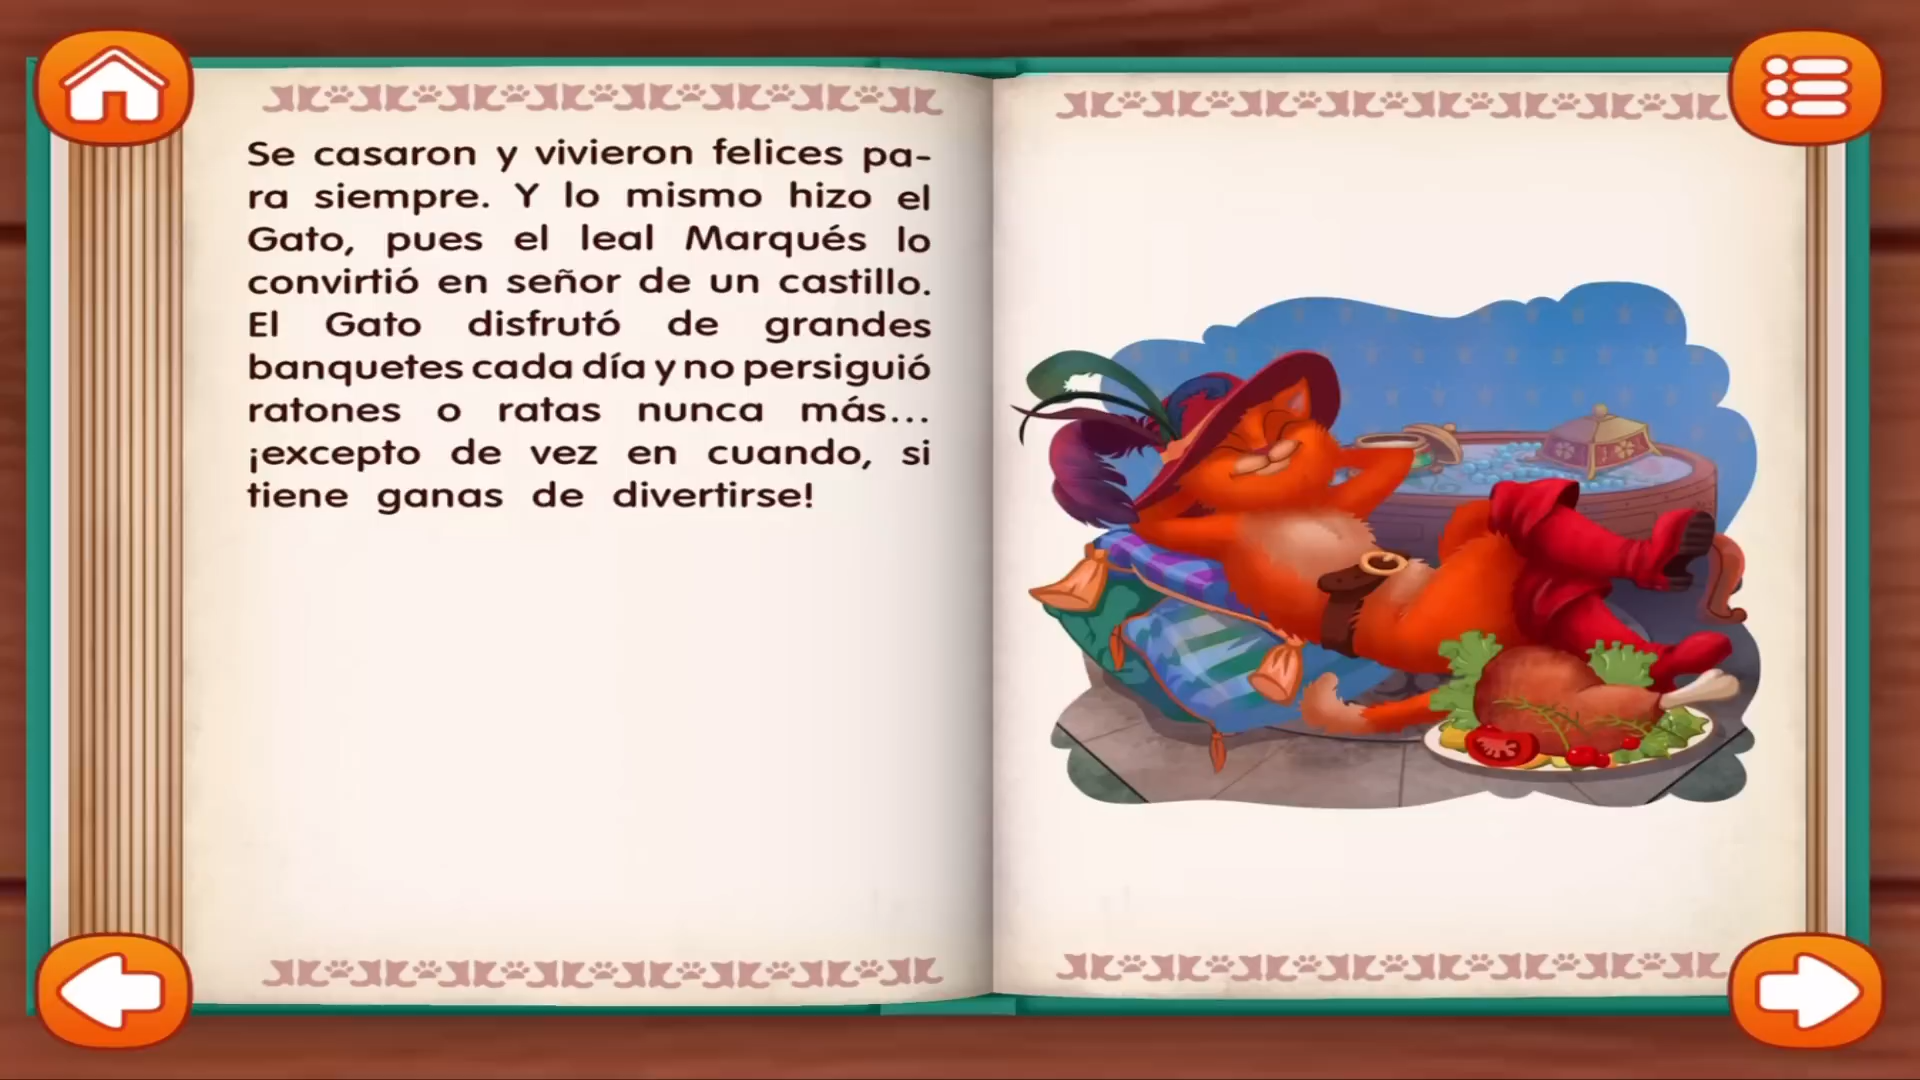 Se casaron y vivieron felices pa-
ra siempre. Y lo mismo hizo el
Gato, pues el leal Marqués lo
convirtió en señor de un castillo.
El Gato disfrutó de grandes
banquetes cada día y no persiguió
ratones o ratas nunca más...
¡excepto de vez en cuando, si
tiene ganas de divertirse!